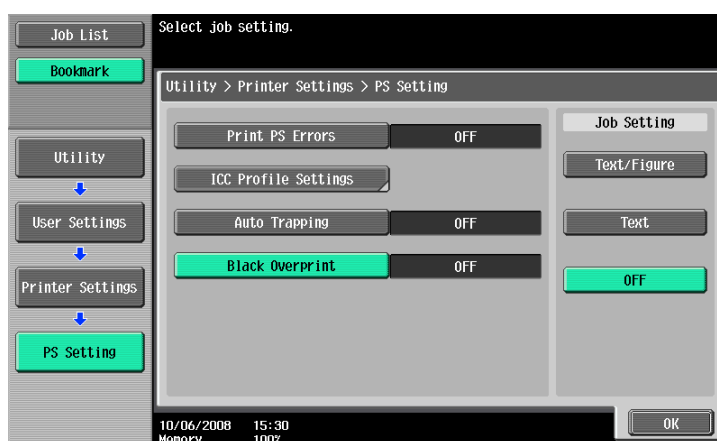 Job List
Bookmark
Utility
User Settings
Printer Settings
PS Setting
Select job setting.
Utility > Printer Settings > PS Setting
Print PS Errors OFF
ICC Profile Settings
Auto Trapping OFF
Black Overprint OFF
Job Setting
Text/Figure
Text
OFF
10/06/2008 15:30
Memory 100%
OK